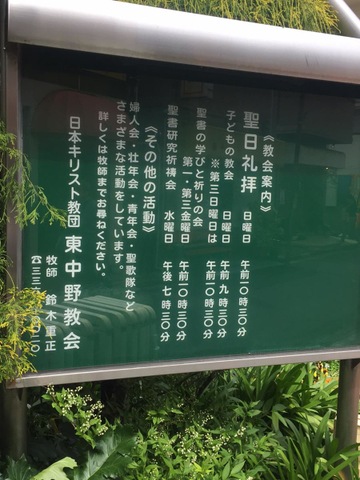 《教会案内》
聖日礼拝 日曜日 午前一〇時三〇分
子どもの教会 日曜日 午前九時三〇分
※第三日曜日は 午前一〇時三〇分
聖書の学びと祈りの会
第一・第三金曜日 午前一〇時三〇分
聖書研究祈祷会 水曜日 午後七時三〇分
《その他の活動》
婦人会・壮年会・青年会・聖歌隊など
さまざまな活動をしています。
詳しくは牧師までお尋ねください。
日本キリスト教団 東中野教会
牧師 鈴木重正